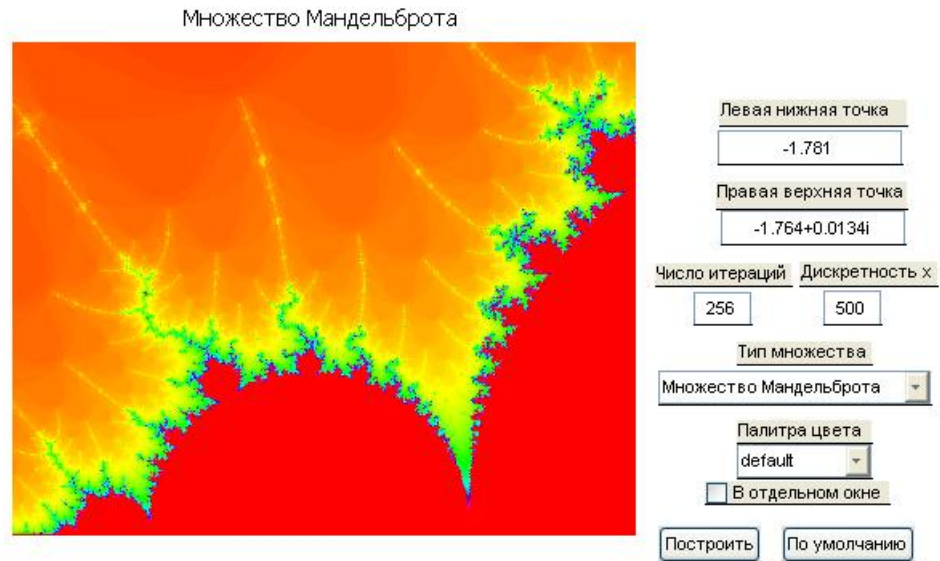 Множество Мандельброта
Левая нижняя точка
-1.781
Правая верхняя точка
-1.764+0.0134i
Число итераций Дискретность x
256 500
Тип множества
Множество Мандельброта
Палитра цвета
default
В отдельном окне
Построить По умолчанию